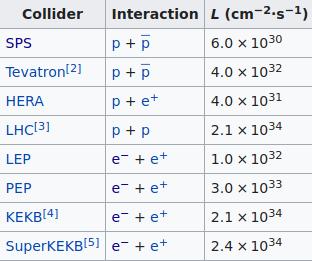 Collider Interaction L (cm⁻²·s⁻¹)
SPS p + p̅ 6.0 × 10³⁰
Tevatron[2] p + p̅ 4.0 × 10³²
HERA p + e⁺ 4.0 × 10³¹
LHC[3] p + p 2.1 × 10³⁴
LEP e⁻ + e⁺ 1.0 × 10³²
PEP e⁻ + e⁺ 3.0 × 10³³
KEKB[4] e⁻ + e⁺ 2.1 × 10³⁴
SuperKEKB[5] e⁻ + e⁺ 2.4 × 10³⁴